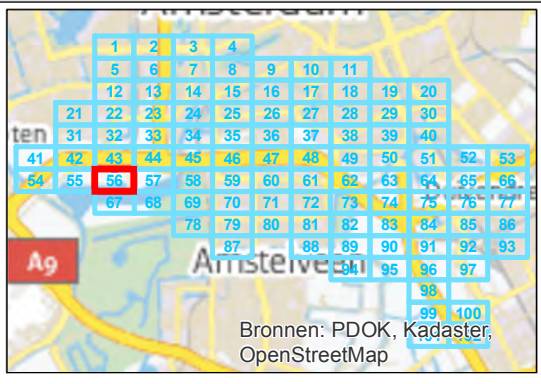 Amsterdam
1 2 3 4
5 6 7 8 9 10 11
12 13 14 15 16 17 18 19 20
21 22 23 24 25 26 27 28 29 30
ten 31 32 33 34 35 36 37 38 39 40
41 42 43 44 45 46 47 48 49 50 51 52 53
54 55 56 57 58 59 60 61 62 63 64 65 66
67 68 69 70 71 72 73 74 75 76 77
78 79 80 81 82 83 84 85 86
A9 Amstelveen 87 88 89 90 91 92 93
94 95 96 97
98
99 100
Bronnen: PDOK, Kadaster,
OpenStreetMap